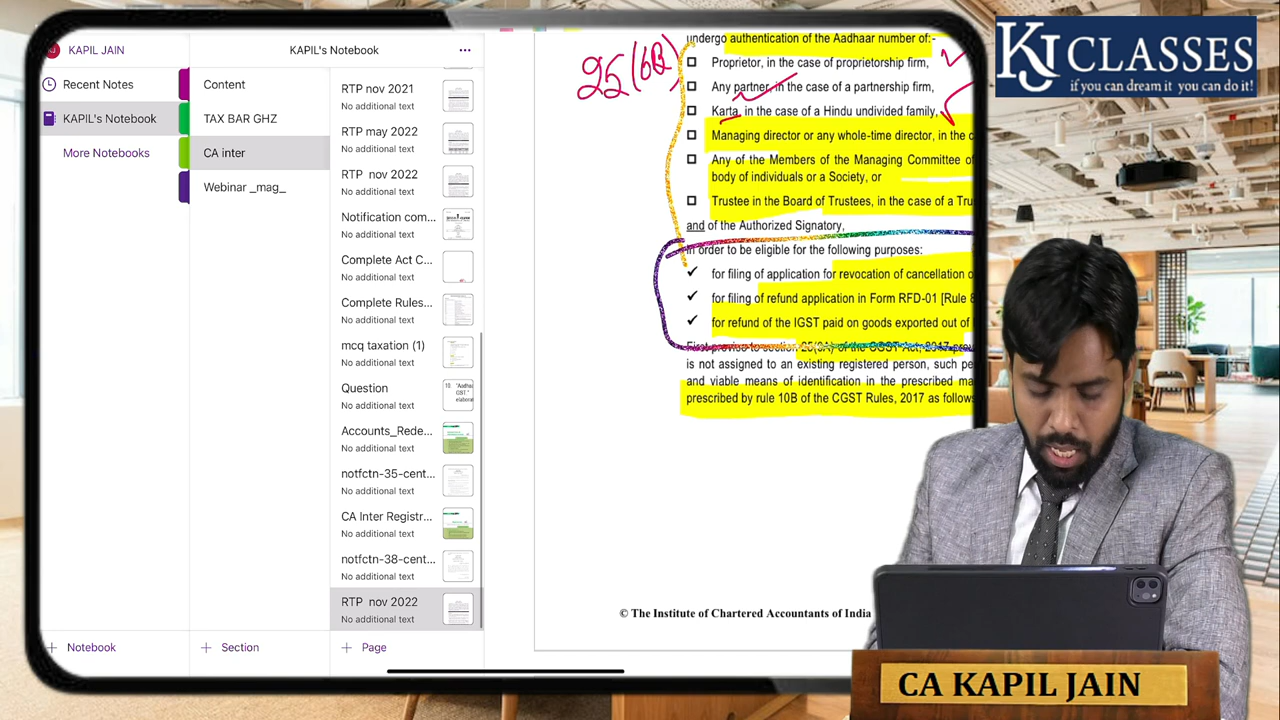 KAPIL JAIN
Recent Notes
KAPIL's Notebook
More Notebooks
Notebook
Content
TAX BAR GHZ
CA inter
Webinar _mag_
Section
KAPIL's Notebook
RTP nov 2021
No additional text
RTP may 2022
No additional text
RTP nov 2022
No additional text
Notification com...
No additional text
Complete Act C...
No additional text
Complete Rules...
No additional text
mcq taxation (1)
No additional text
Question
No additional text
Accounts_Rede...
No additional text
notfctn-35-cent...
No additional text
CA Inter Registr...
No additional text
notfctn-38-cent...
No additional text
RTP nov 2022
No additional text
Page
undergo authentication of the Aadhaar number of:-
Proprietor, in the case of proprietorship firm,
Any partner, in the case of a partnership firm,
Karta, in the case of a Hindu undivided family,
Managing director or any whole-time director, in the c
Any of the Members of the Managing Committee of
body of individuals or a Society, or
Trustee in the Board of Trustees, in the case of a Tru
and of the Authorized Signatory,
in order to be eligible for the following purposes:
for filing of application for revocation of cancellation o
for filing of refund application in Form RFD-01 [Rule 8
for refund of the IGST paid on goods exported out of
First proviso to section 25(6A) of the CGST Act, 2017 prov
is not assigned to an existing registered person, such pe
and viable means of identification in the prescribed ma
prescribed by rule 10B of the CGST Rules, 2017 as follows
© The Institute of Chartered Accountants of India
KJ CLASSES
if you can dream it you can do it!
CA KAPIL JAIN